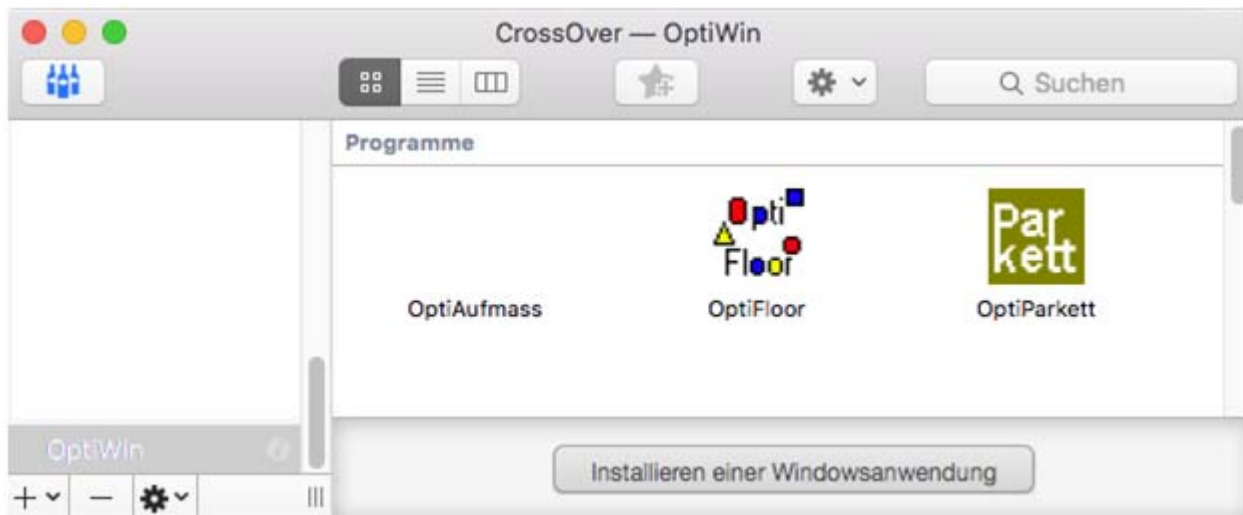 CrossOver — OptiWin
Suchen
Programme
Opti
Floor
Par
kett
OptiAufmass
OptiFloor
OptiParkett
OptiWin
Installieren einer Windowsanwendung